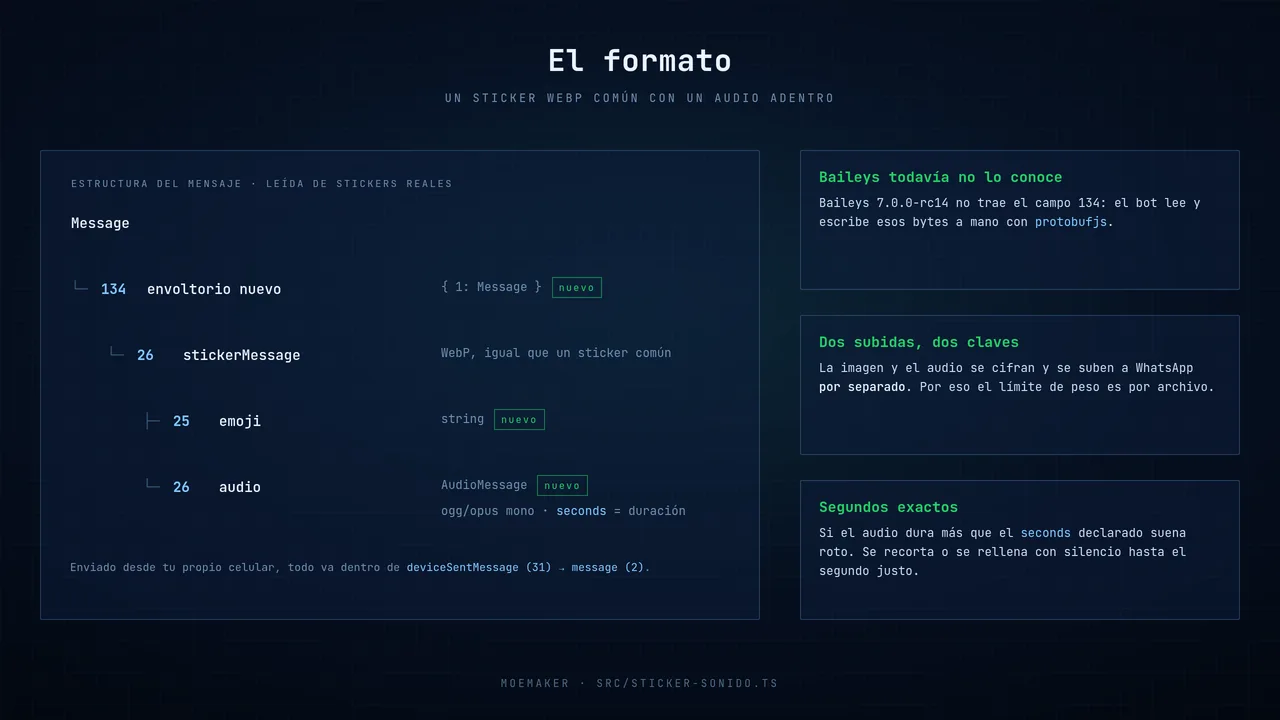 El formato
UN STICKER WEBP COMÚN CON UN AUDIO ADENTRO
ESTRUCTURA DEL MENSAJE · LEÍDA DE STICKERS REALES
Message
└─ 134 envoltorio nuevo { 1: Message } nuevo
└─ 26 stickerMessage WebP, igual que un sticker común
├─ 25 emoji string nuevo
└─ 26 audio AudioMessage nuevo
ogg/opus mono · seconds = duración
Enviado desde tu propio celular, todo va dentro de deviceSentMessage (31) → message (2).
Baileys todavía no lo conoce
Baileys 7.0.0-rc14 no trae el campo 134: el bot lee y
escribe esos bytes a mano con protobufjs.
Dos subidas, dos claves
La imagen y el audio se cifran y se suben a WhatsApp
por separado. Por eso el límite de peso es por archivo.
Segundos exactos
Si el audio dura más que el seconds declarado suena
roto. Se recorta o se rellena con silencio hasta el
segundo justo.
MOEMAKER · SRC/STICKER-SONIDO.TS